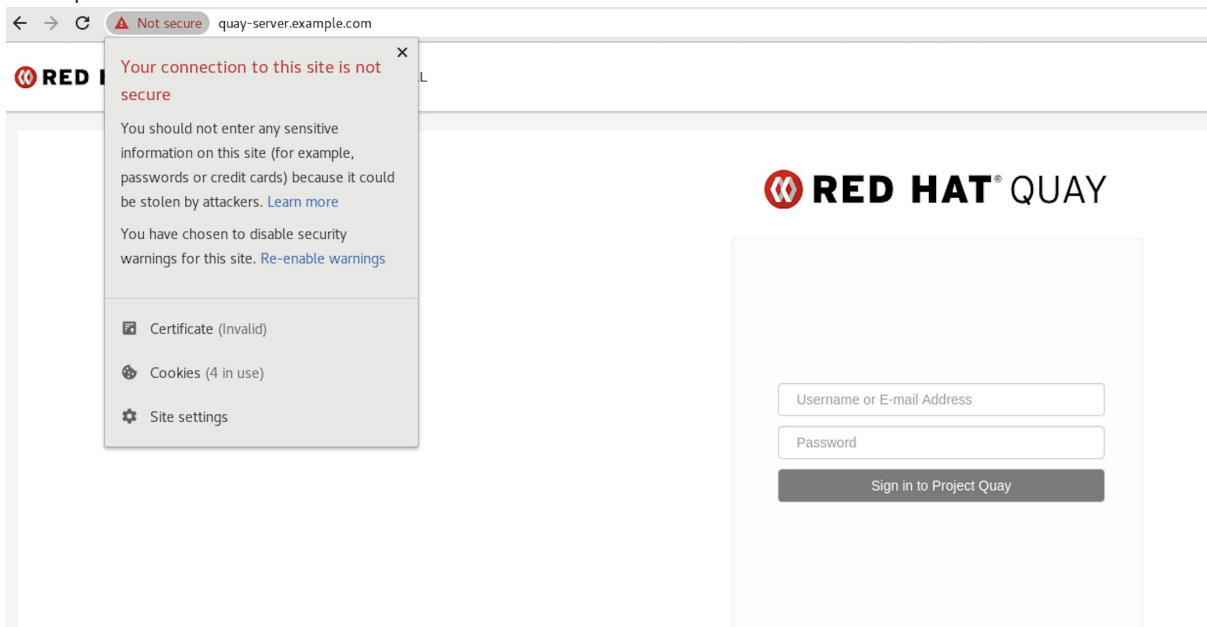 Not secure quay-server.example.com
RED H
L
Your connection to this site is not
secure
You should not enter any sensitive
information on this site (for example,
passwords or credit cards) because it could
be stolen by attackers. Learn more
You have chosen to disable security
warnings for this site. Re-enable warnings
Certificate (Invalid)
Cookies (4 in use)
Site settings
RED HAT® QUAY
Username or E-mail Address
Password
Sign in to Project Quay